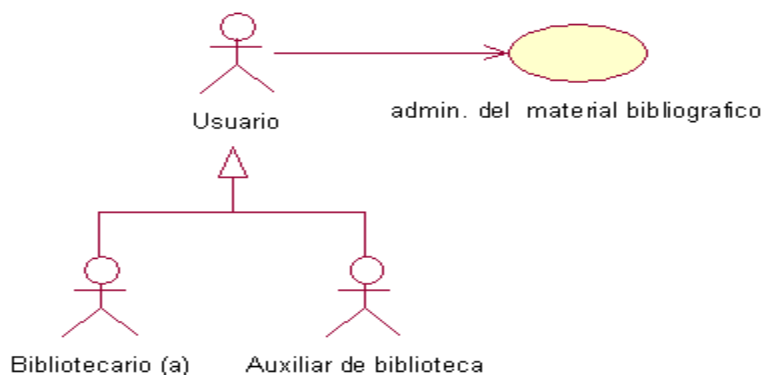 Usuario
admin. del material bibliografico
Bibliotecario (a)
Auxiliar de biblioteca